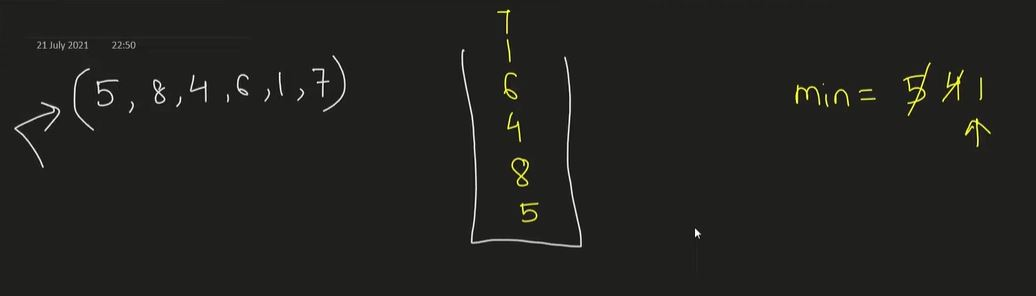 21 July 2021 22:50
(5, 8, 4, 6, 1, 7)
7
1
6
4
8
5
min = 5 4 1